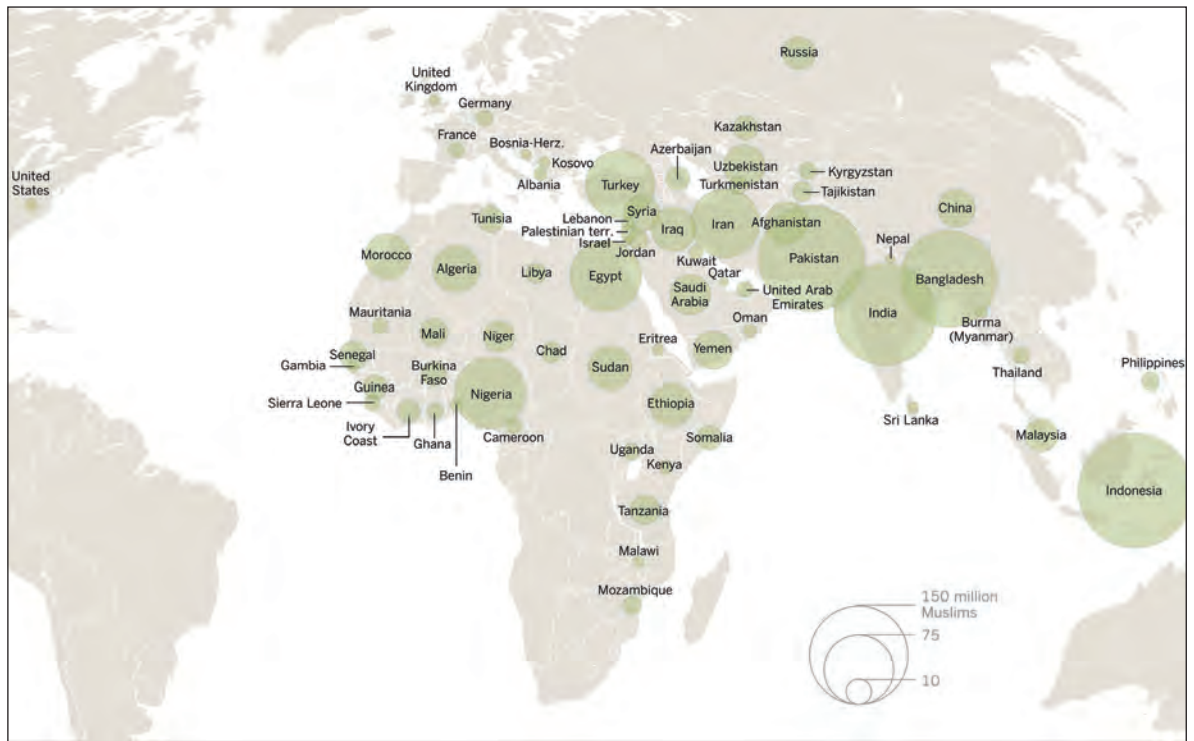 Russia
United
Kingdom
Germany
France
Bosnia-Herz.
Kosovo
Albania
Kazakhstan
Azerbaijan
Uzbekistan
Kyrgyzstan
Turkmenistan
Tajikistan
United
States
Turkey
Tunisia
Lebanon
Syria
Palestinian terr.
Israel
Jordan
Iraq
Iran
Afghanistan
China
Nepal
Morocco
Algeria
Libya
Egypt
Kuwait
Qatar
Saudi
Arabia
United Arab
Emirates
Pakistan
Bangladesh
India
Burma
(Myanmar)
Mauritania
Mali
Niger
Chad
Eritrea
Oman
Yemen
Senegal
Gambia
Burkina
Faso
Sudan
Thailand
Philippines
Guinea
Sierra Leone
Nigeria
Ethiopia
Sri Lanka
Ivory
Coast
Ghana
Benin
Cameroon
Somalia
Uganda
Kenya
Malaysia
Indonesia
Tanzania
Malawi
Mozambique
150 million
Muslims
75
10